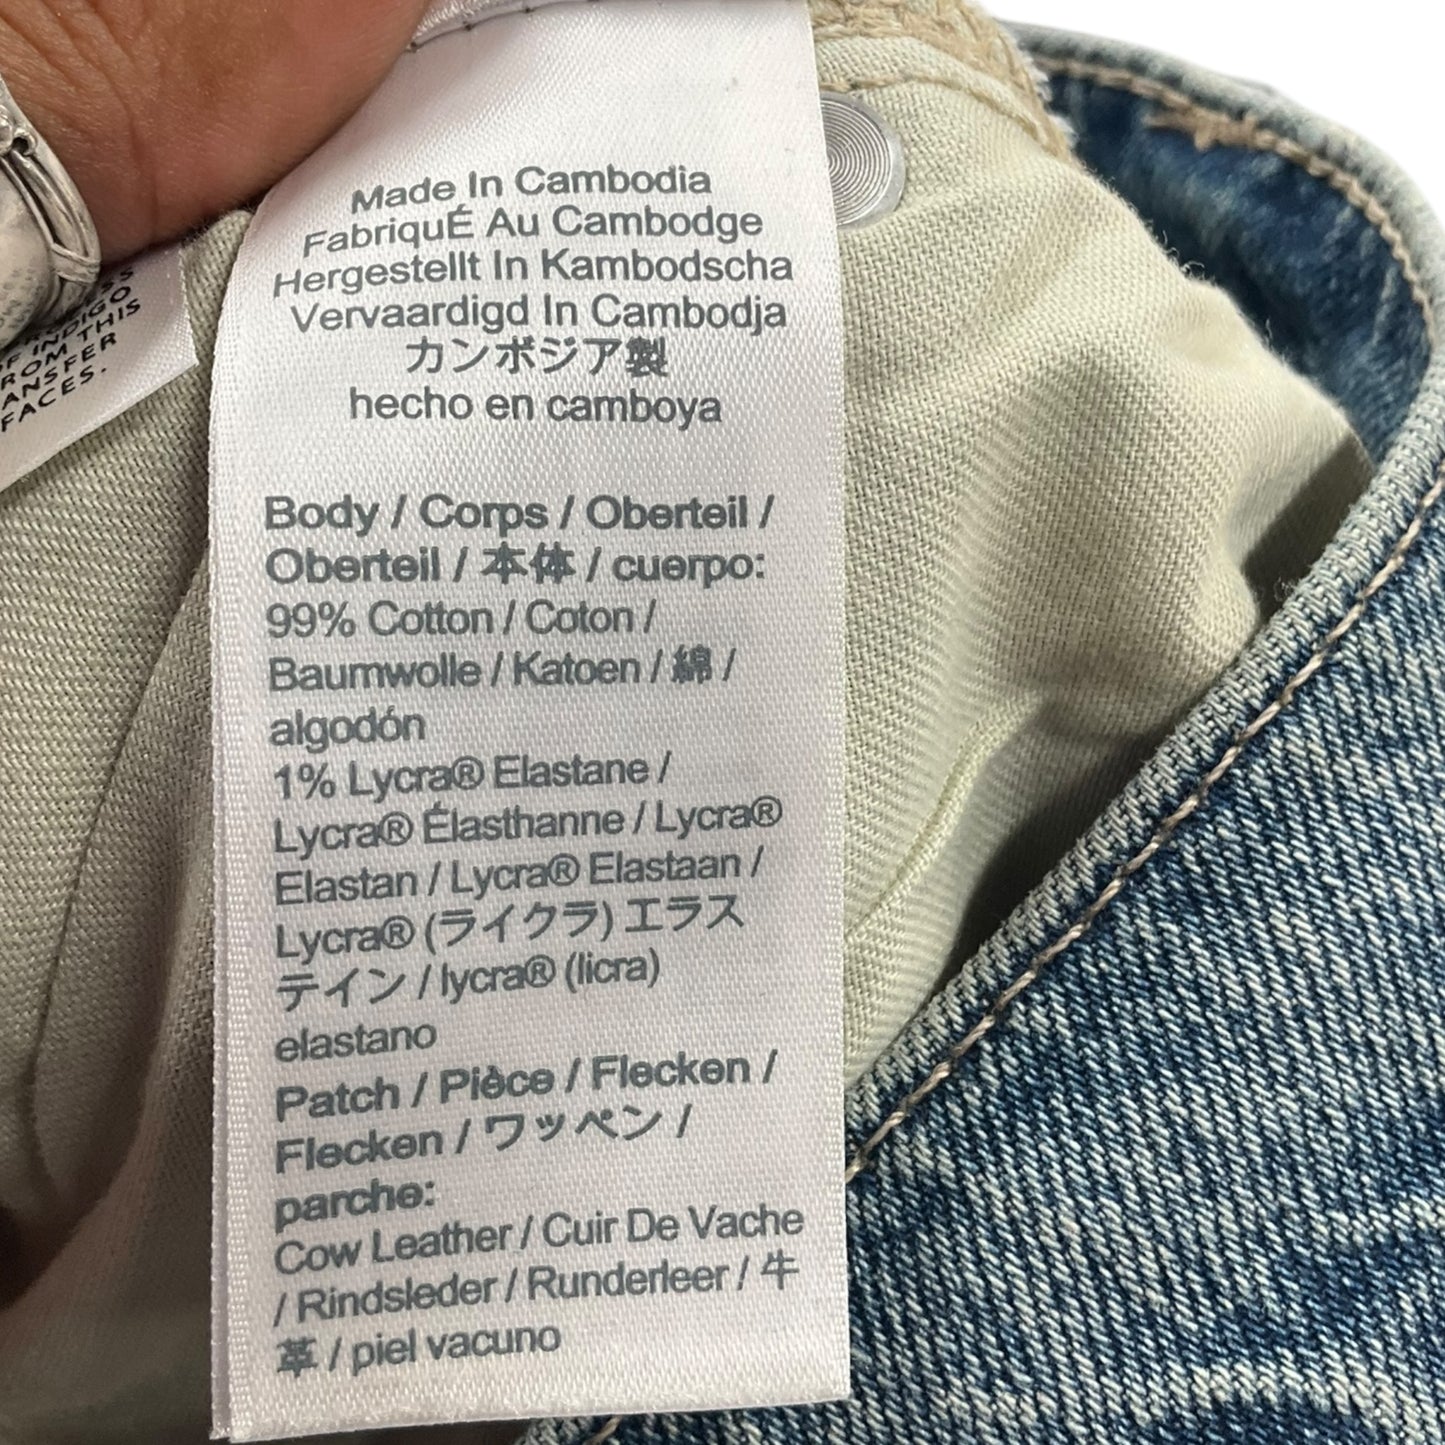 Made In Cambodia
FabriquÉ Au Cambodge
Hergestellt In Kambodscha
Vervaardigd In Cambodja
カンボジア製
hecho en camboya
Body / Corps / Oberteil /
Oberteil / 本体 / cuerpo:
99% Cotton / Coton /
Baumwolle / Katoen / 綿 /
algodón
1% Lycra® Elastane /
Lycra® Élasthanne / Lycra®
Elastan / Lycra® Elastaan /
Lycra® (ライクラ) エラス
テイン / lycra® (licra)
elastano
Patch / Pièce / Flecken /
Flecken / ワッペン /
parche:
Cow Leather / Cuir De Vache
/ Rindsleder / Runderleer / 牛
革 / piel vacuno
INDIGO
THIS